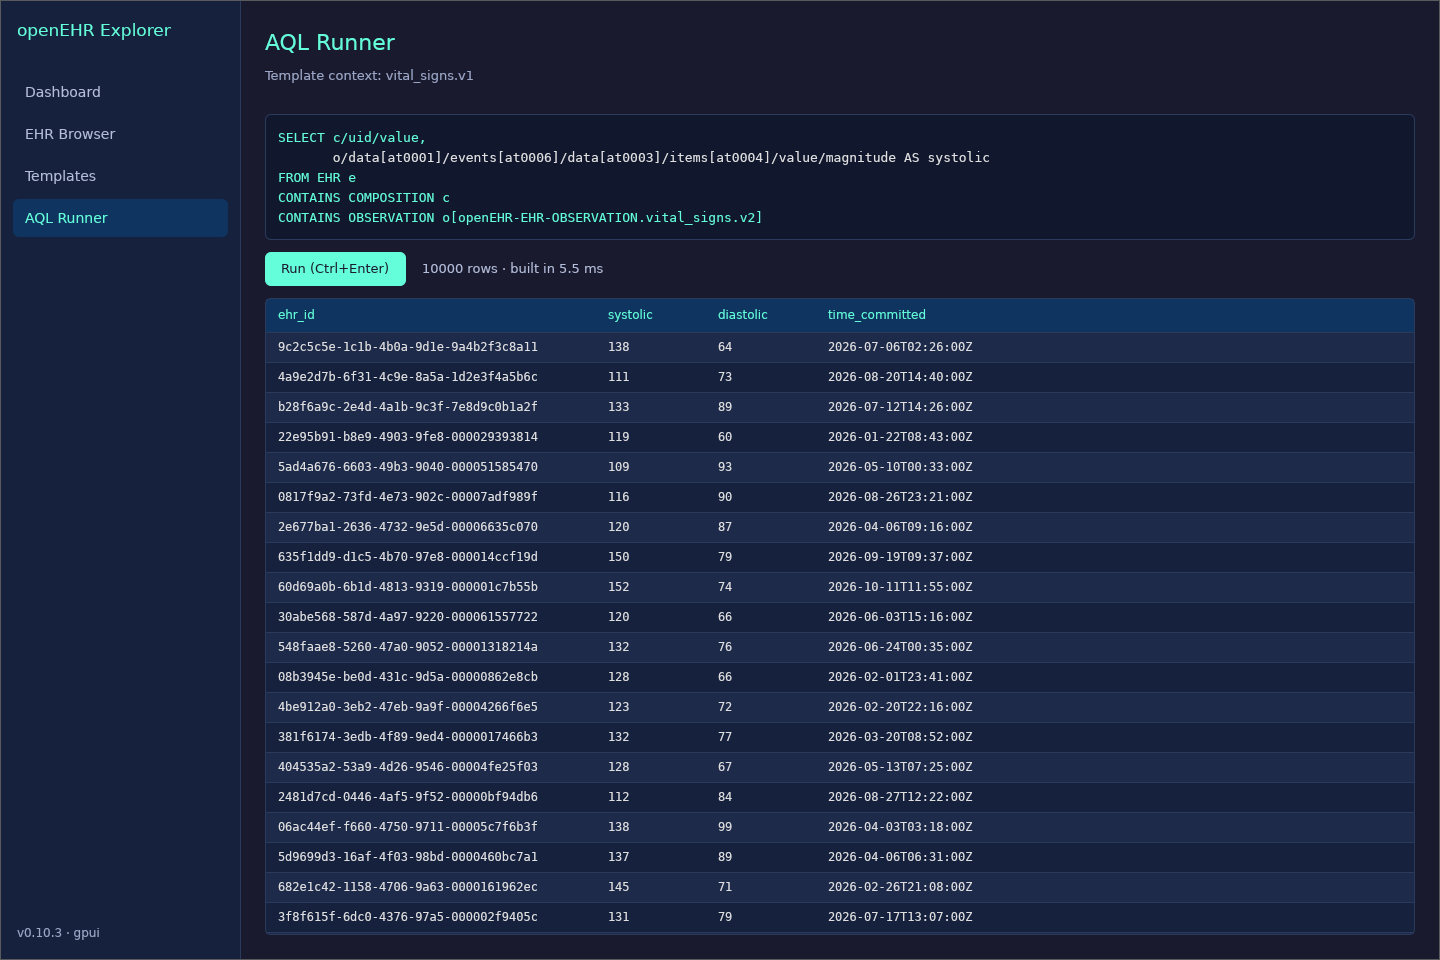 openEHR Explorer
Dashboard
EHR Browser
Templates
AQL Runner
v0.10.3 · gpui
AQL Runner
Template context: vital_signs.v1
SELECT c/uid/value,
o/data[at0001]/events[at0006]/data[at0003]/items[at0004]/value/magnitude AS systolic
FROM EHR e
CONTAINS COMPOSITION c
CONTAINS OBSERVATION o[openEHR-EHR-OBSERVATION.vital_signs.v2]
Run (Ctrl+Enter) 10000 rows · built in 5.5 ms
ehr_id systolic diastolic time_committed
9c2c5c5e-1c1b-4b0a-9d1e-9a4b2f3c8a11 138 64 2026-07-06T02:26:00Z
4a9e2d7b-6f31-4c9e-8a5a-1d2e3f4a5b6c 111 73 2026-08-20T14:40:00Z
b28f6a9c-2e4d-4a1b-9c3f-7e8d9c0b1a2f 133 89 2026-07-12T14:26:00Z
22e95b91-b8e9-4903-9fe8-000029393814 119 60 2026-01-22T08:43:00Z
5ad4a676-6603-49b3-9040-000051585470 109 93 2026-05-10T00:33:00Z
0817f9a2-73fd-4e73-902c-00007adf989f 116 90 2026-08-26T23:21:00Z
2e677ba1-2636-4732-9e5d-00006635c070 120 87 2026-04-06T09:16:00Z
635f1dd9-d1c5-4b70-97e8-000014ccf19d 150 79 2026-09-19T09:37:00Z
60d69a0b-6b1d-4813-9319-000001c7b55b 152 74 2026-10-11T11:55:00Z
30abe568-587d-4a97-9220-000061557722 120 66 2026-06-03T15:16:00Z
548faae8-5260-47a0-9052-00001318214a 132 76 2026-06-24T00:35:00Z
08b3945e-be0d-431c-9d5a-00000862e8cb 128 66 2026-02-01T23:41:00Z
4be912a0-3eb2-47eb-9a9f-00004266f6e5 123 72 2026-02-20T22:16:00Z
381f6174-3edb-4f89-9ed4-0000017466b3 132 77 2026-03-20T08:52:00Z
404535a2-53a9-4d26-9546-00004fe25f03 128 67 2026-05-13T07:25:00Z
2481d7cd-0446-4af5-9f52-00000bf94db6 112 84 2026-08-27T12:22:00Z
06ac44ef-f660-4750-9711-00005c7f6b3f 138 99 2026-04-03T03:18:00Z
5d9699d3-16af-4f03-98bd-0000460bc7a1 137 89 2026-04-06T06:31:00Z
682e1c42-1158-4706-9a63-0000161962ec 145 71 2026-02-26T21:08:00Z
3f8f615f-6dc0-4376-97a5-000002f9405c 131 79 2026-07-17T13:07:00Z